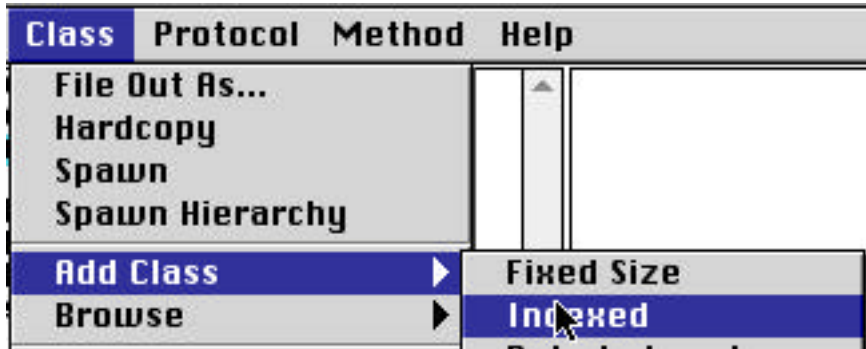 Class Protocol Method Help
File Out As...
Hardcopy
Spawn
Spawn Hierarchy
Add Class
Fixed Size
Browse
Indexed